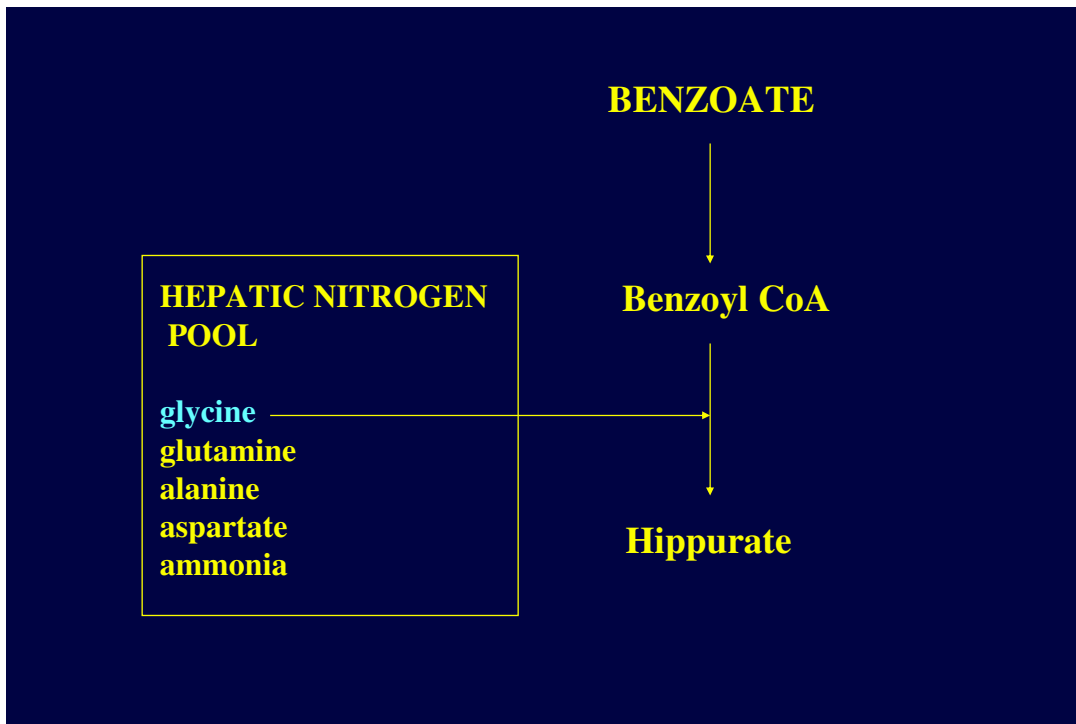 BENZOATE
Benzoyl CoA
HEPATIC NITROGEN
POOL
glycine
glutamine
alanine
aspartate
ammonia
Hippurate